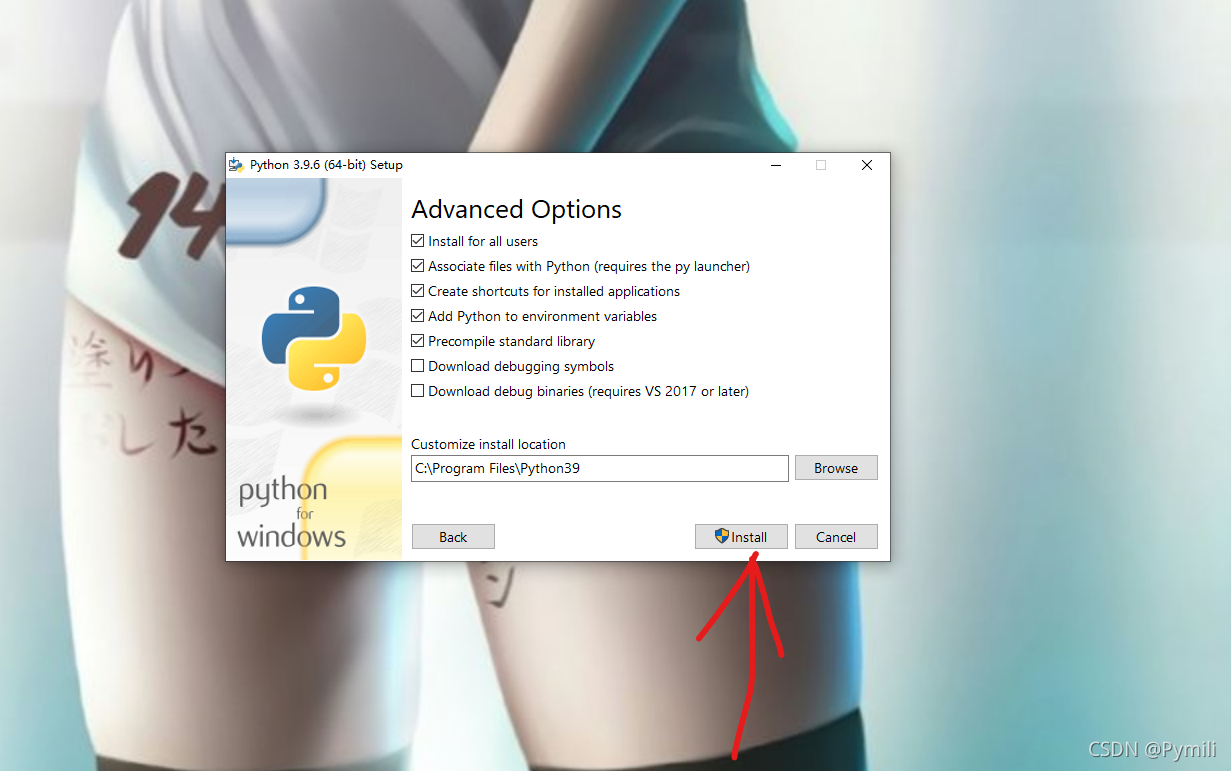 Python 3.9.6 (64-bit) Setup
14
Advanced Options
Install for all users
Associate files with Python (requires the py launcher)
Create shortcuts for installed applications
Add Python to environment variables
Precompile standard library
Download debugging symbols
Download debug binaries (requires VS 2017 or later)
塗り
した
Customize install location
C:\Program Files\Python39
Browse
python
for
windows
Back
Install
Cancel
ン
CSDN @Pymili